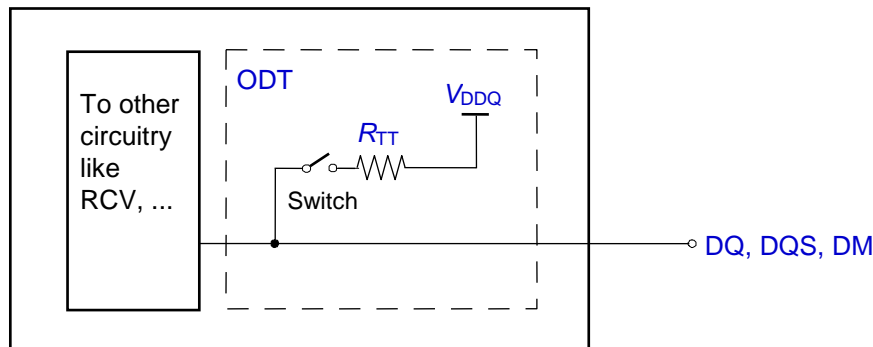 To other
circuitry
like
RCV, ...
ODT
VDDQ
RTT
Switch
DQ, DQS, DM